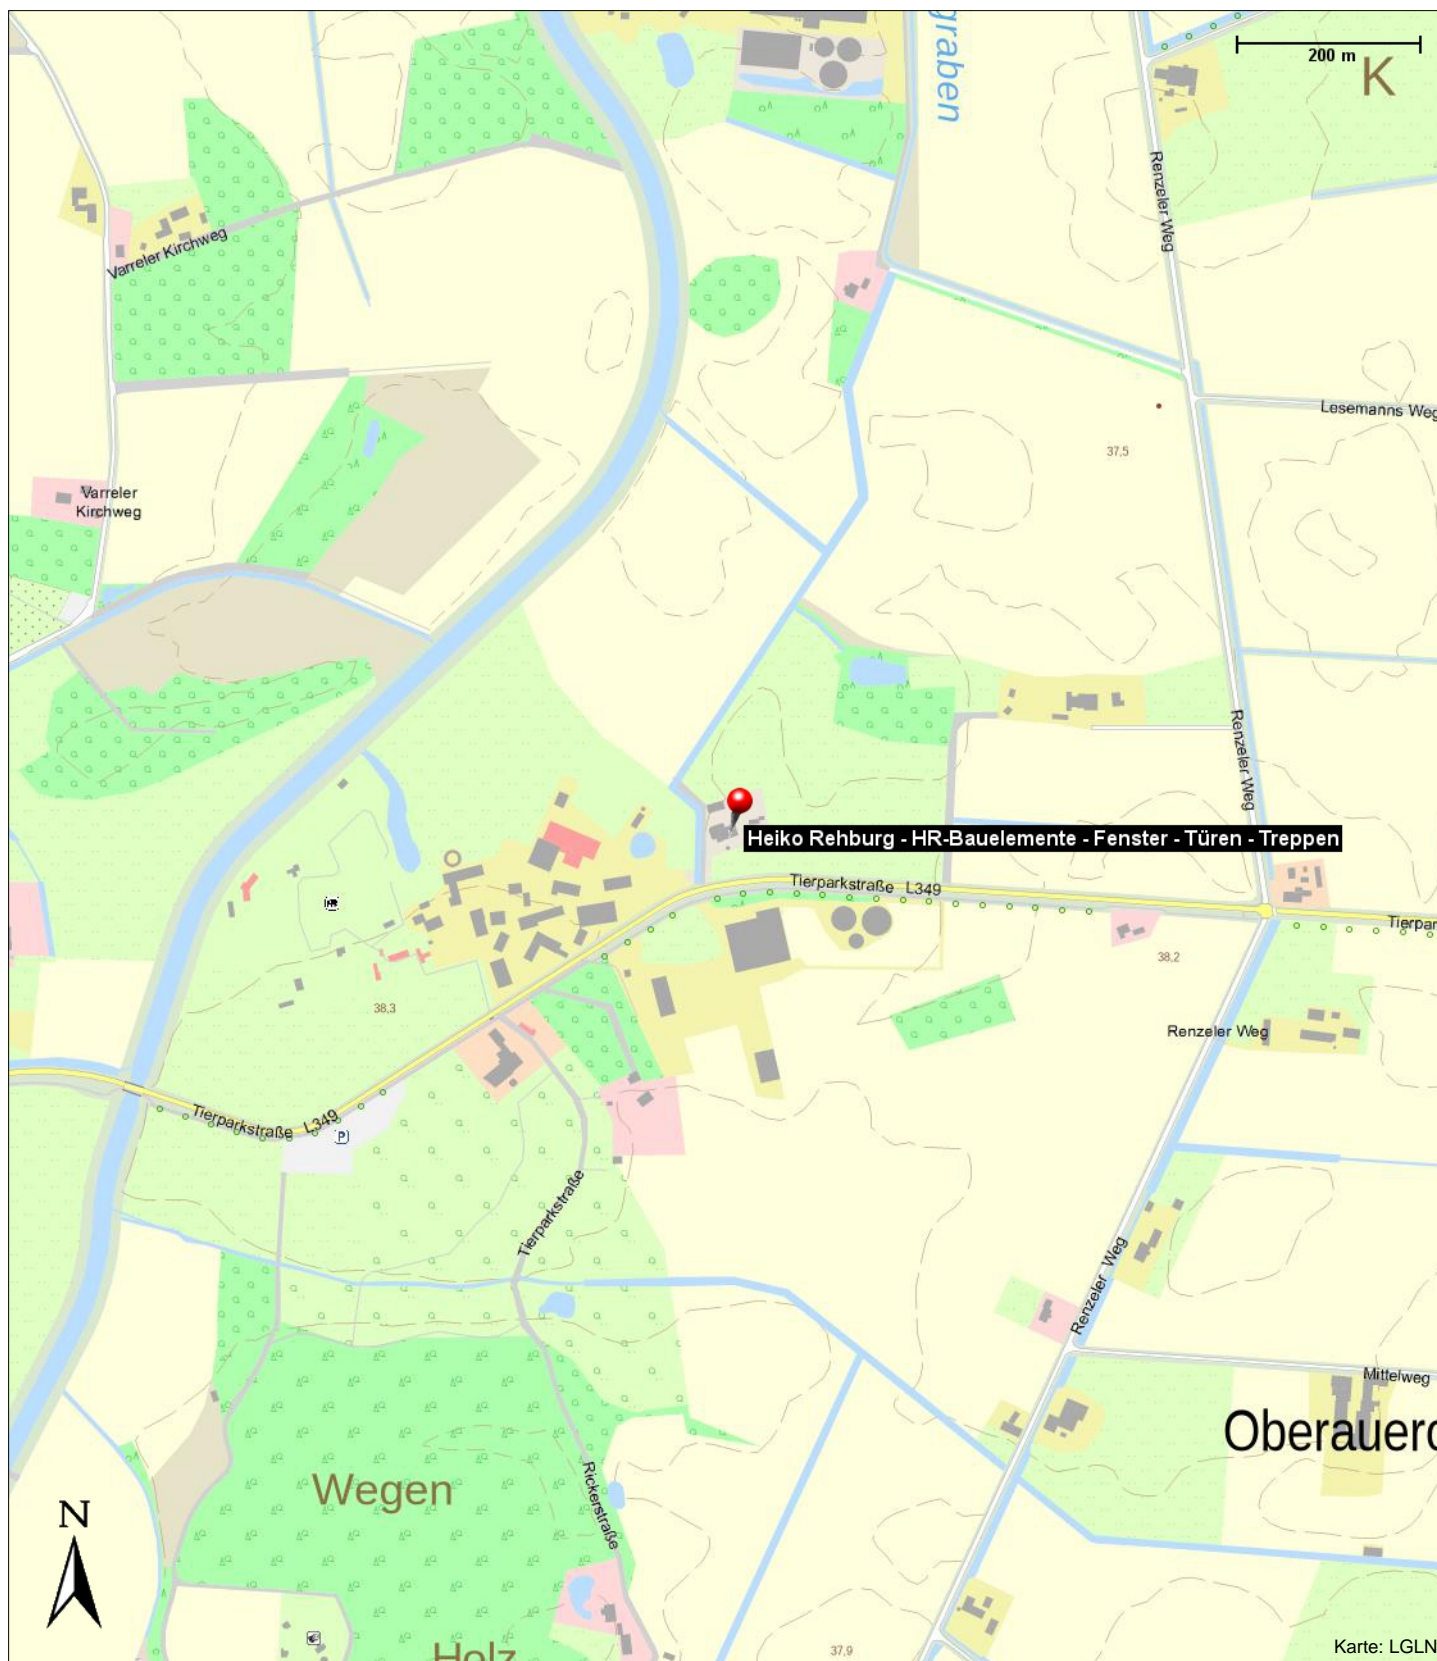 graben
200 m
K
Renzeler Weg
Varreler Kirchweg
Losemanns Weg
37,5
Varreler
Kirchweg
Renzeler Weg
Heiko Rehburg - HR-Bauelemente - Fenster - Türen - Treppen
Tierparkstraße L349
Tierpar
38,2
38,3
Renzeler Weg
Tierparkstraße L349
P
Tierparkstraße
Renzeler Weg
Mittelweg
Oberauerd
Wegen
Rickerstraße
N
Holz
37,9
Karte: LGLN